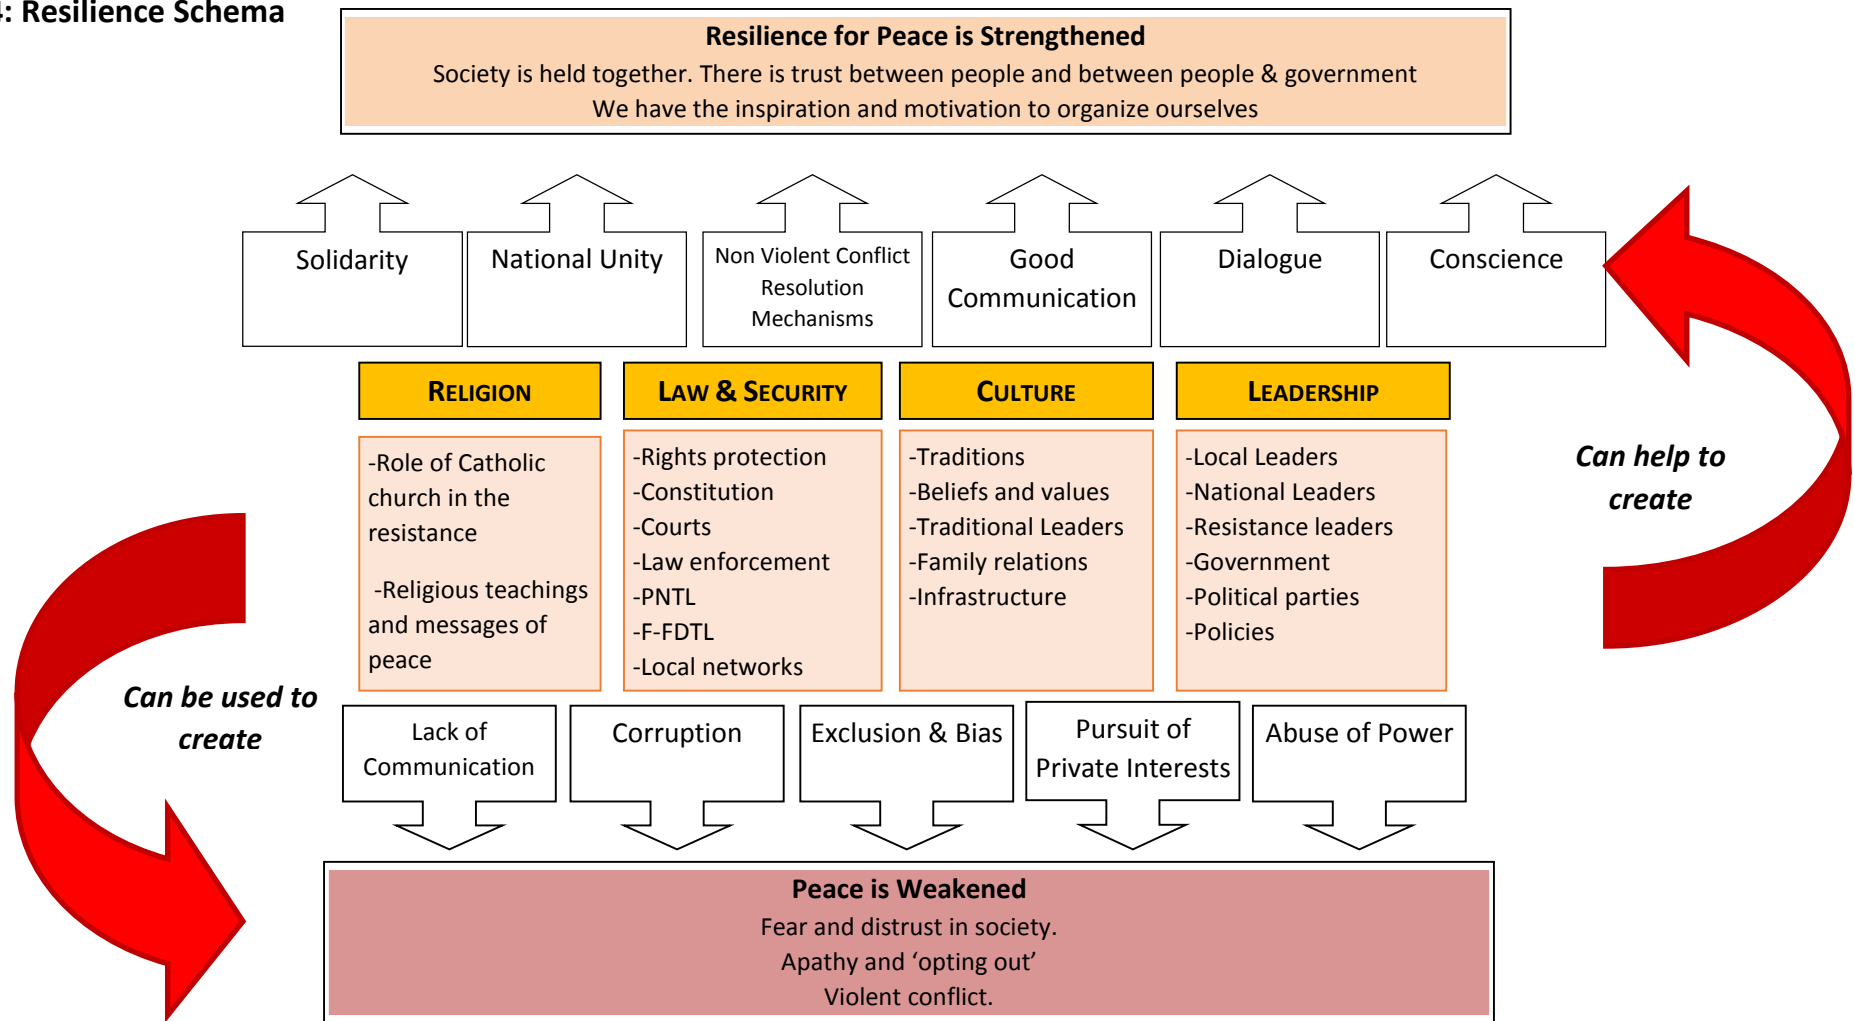 4: Resilience Schema
Resilience for Peace is Strengthened
Society is held together. There is trust between people and between people & government
We have the inspiration and motivation to organize ourselves
Solidarity
National Unity
Non Violent Conflict
Resolution
Mechanisms
Good
Communication
Dialogue
Conscience
RELIGION
LAW & SECURITY
CULTURE
LEADERSHIP
-Role of Catholic
church in the
resistance
-Religious teachings
and messages of
peace
-Rights protection
-Constitution
-Courts
-Law enforcement
-PNTL
-F-FDTL
-Local networks
-Traditions
-Beliefs and values
-Traditional Leaders
-Family relations
-Infrastructure
-Local Leaders
-National Leaders
-Resistance leaders
-Government
-Political parties
-Policies
Can help to
create
Can be used to
create
Lack of
Communication
Corruption
Exclusion & Bias
Pursuit of
Private Interests
Abuse of Power
Peace is Weakened
Fear and distrust in society.
Apathy and ‘opting out’
Violent conflict.